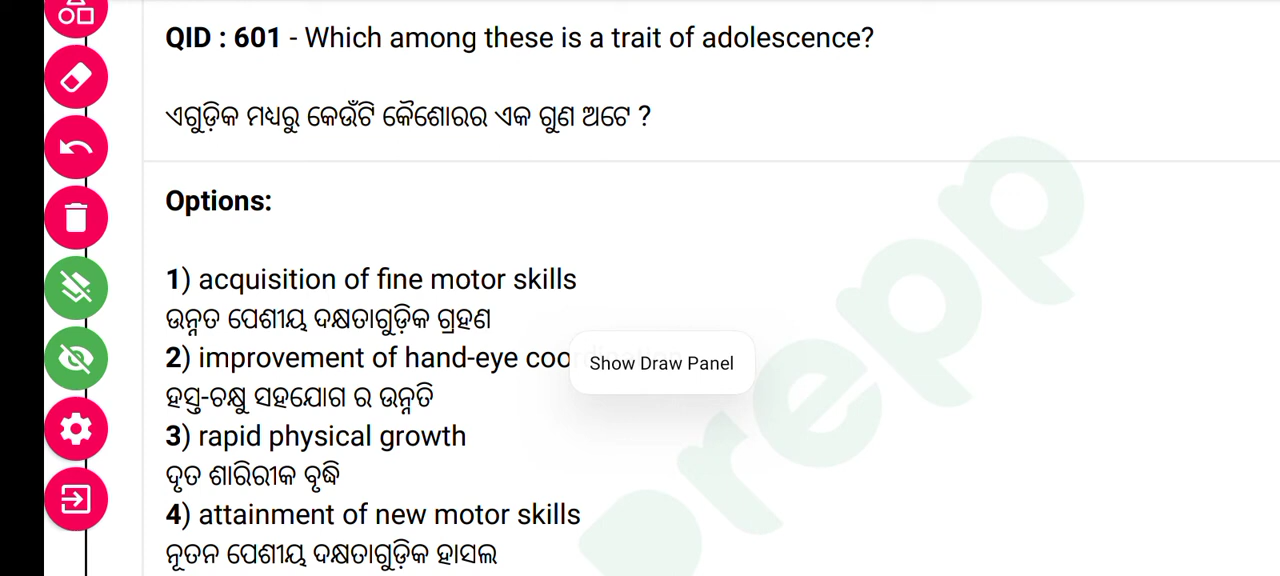 QID : 601 - Which among these is a trait of adolescence?
ଏଗୁଡ଼ିକ ମଧ୍ୟରୁ କେଉଁଟି କୈଶୋରର ଏକ ଗୁଣ ଅଟେ ?
Options:
1) acquisition of fine motor skills
ଉନ୍ନତ ପେଶୀୟ ଦକ୍ଷତାଗୁଡ଼ିକ ଗ୍ରହଣ
2) improvement of hand-eye
Show Draw Panel
ହସ୍ତ-ଚକ୍ଷୁ ସହଯୋଗ ର ଉନ୍ନତି
3) rapid physical growth
ଦୃତ ଶାରିରୀକ ବୃଦ୍ଧି
4) attainment of new motor skills
ନୂତନ ପେଶୀୟ ଦକ୍ଷତାଗୁଡ଼ିକ ହାସଲ
prepp